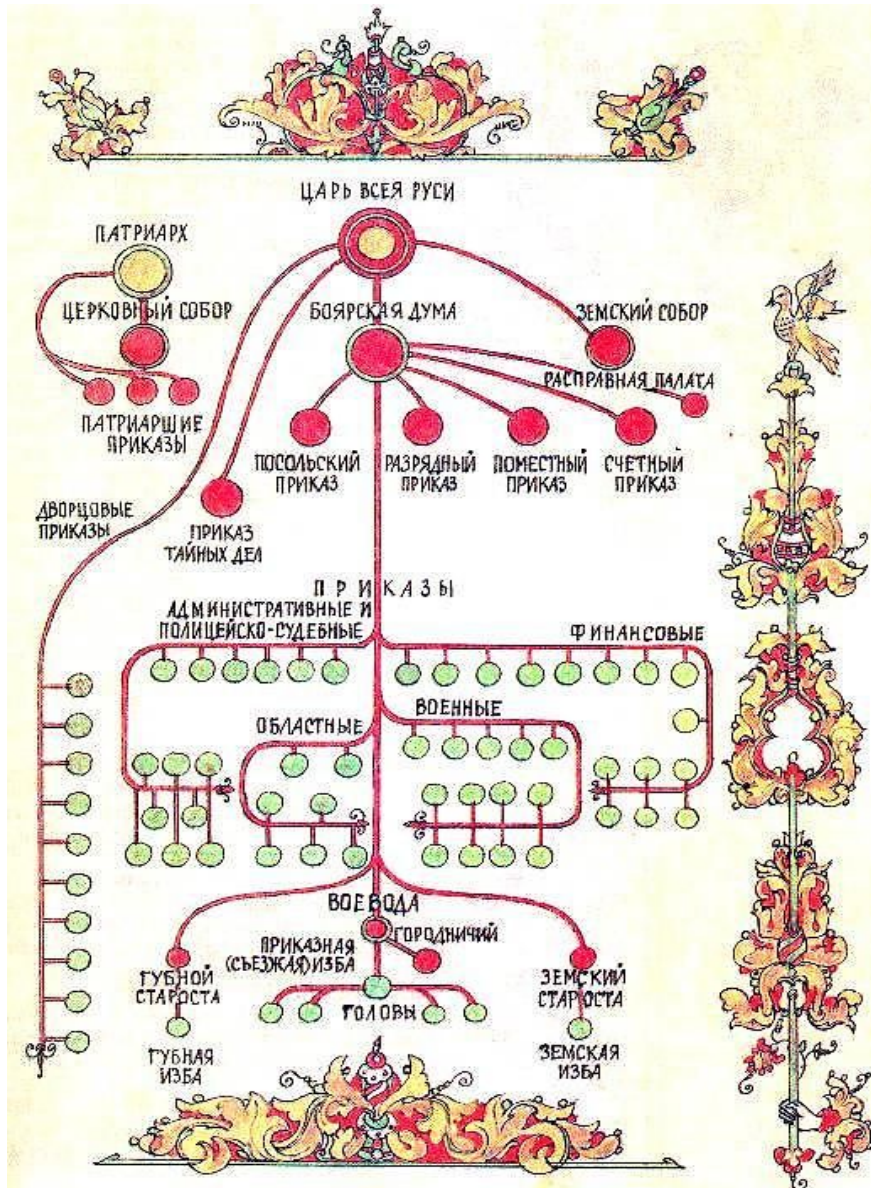 ЦАРЬ ВСЕЯ РУСИ
ПАТРИАРХ
ЦЕРКОВНЫЙ СОБОР
БОЯРСКАЯ ДУМА
ЗЕМСКИЙ СОБОР
РАСПРАВНАЯ ПАЛАТА
ПАТРИАРШИЕ
ПРИКАЗЫ
ПОСОЛЬСКИЙ
ПРИКАЗ
РАЗРЯДНЫЙ
ПРИКАЗ
ПОМЕСТНЫЙ
ПРИКАЗ
СЧЕТНЫЙ
ПРИКАЗ
ДВОРЦОВЫЕ
ПРИКАЗЫ
ПРИКАЗ
ТАЙНЫХ ДЕЛ
ПРИКАЗЫ
АДМИНИСТРАТИВНЫЕ И
ПОЛИЦЕЙСКО-СУДЕБНЫЕ
ФИНАНСОВЫЕ
ОБЛАСТНЫЕ
ВОЕННЫЕ
ВОЕВОДА
ГОРОДНИЧИЙ
ПРИКАЗНАЯ
(СЪЕЗЖАЯ) ИЗБА
ГУБНОЙ
СТАРОСТА
ГОЛОВЫ
ЗЕМСКИЙ
СТАРОСТА
ГУБНАЯ
ИЗБА
ЗЕМСКАЯ
ИЗБА